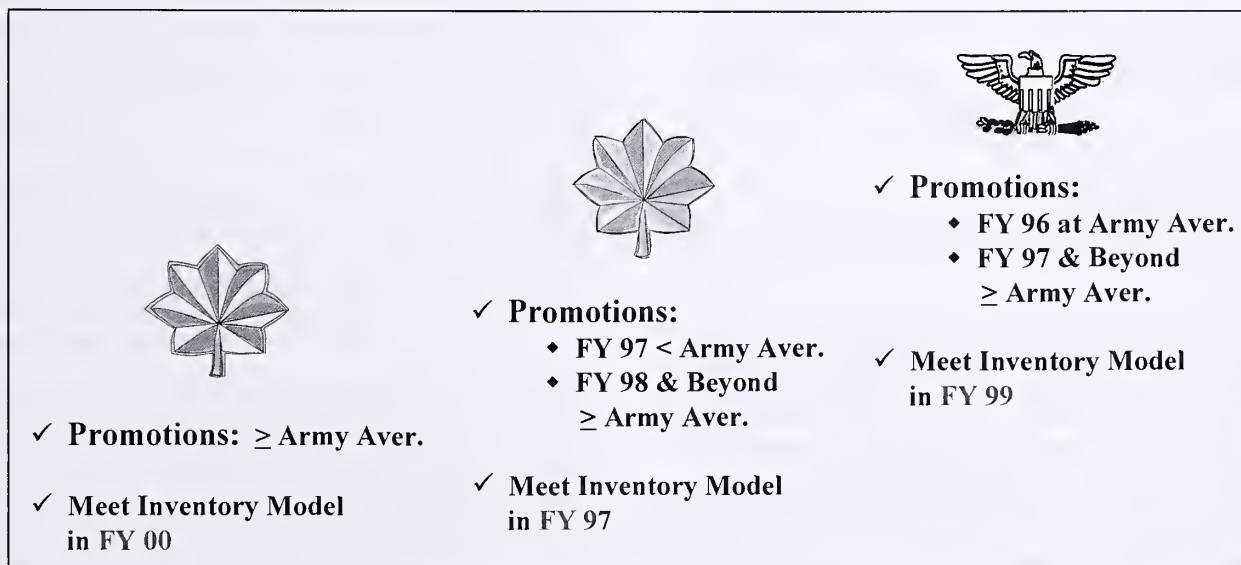 ✓ Promotions: ≥ Army Aver.
✓ Meet Inventory Model
in FY 00
✓ Promotions:
◆ FY 97 < Army Aver.
◆ FY 98 & Beyond
≥ Army Aver.
✓ Meet Inventory Model
in FY 97
✓ Promotions:
◆ FY 96 at Army Aver.
◆ FY 97 & Beyond
≥ Army Aver.
✓ Meet Inventory Model
in FY 99